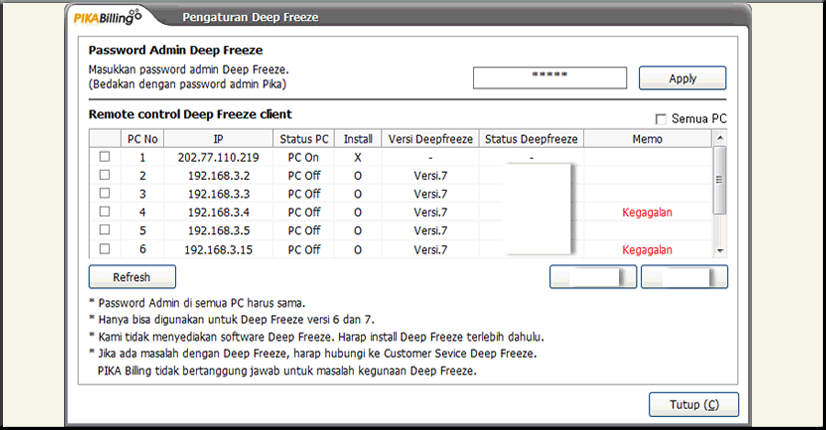 PIKABilling Pengaturan Deep Freeze
Password Admin Deep Freeze
Masukkan password admin Deep Freeze.
(Bedakan dengan password admin Pika)
***** Apply
Remote control Deep Freeze client
Semua PC
PC No IP Status PC Install Versi Deepfreeze Status Deepfreeze Memo
1 202.77.110.219 PC On X - -
2 192.168.3.2 PC Off O Versi.7
3 192.168.3.3 PC Off O Versi.7
4 192.168.3.4 PC Off O Versi.7 Kegagalan
5 192.168.3.5 PC Off O Versi.7
6 192.168.3.15 PC Off O Versi.7 Kegagalan
Refresh
* Password Admin di semua PC harus sama.
* Hanya bisa digunakan untuk Deep Freeze versi 6 dan 7.
* Kami tidak menyediakan software Deep Freeze. Harap install Deep Freeze terlebih dahulu.
* Jika ada masalah dengan Deep Freeze, harap hubungi ke Customer Sevice Deep Freeze.
PIKA Billing tidak bertanggung jawab untuk masalah kegunaan Deep Freeze.
Tutup (C)